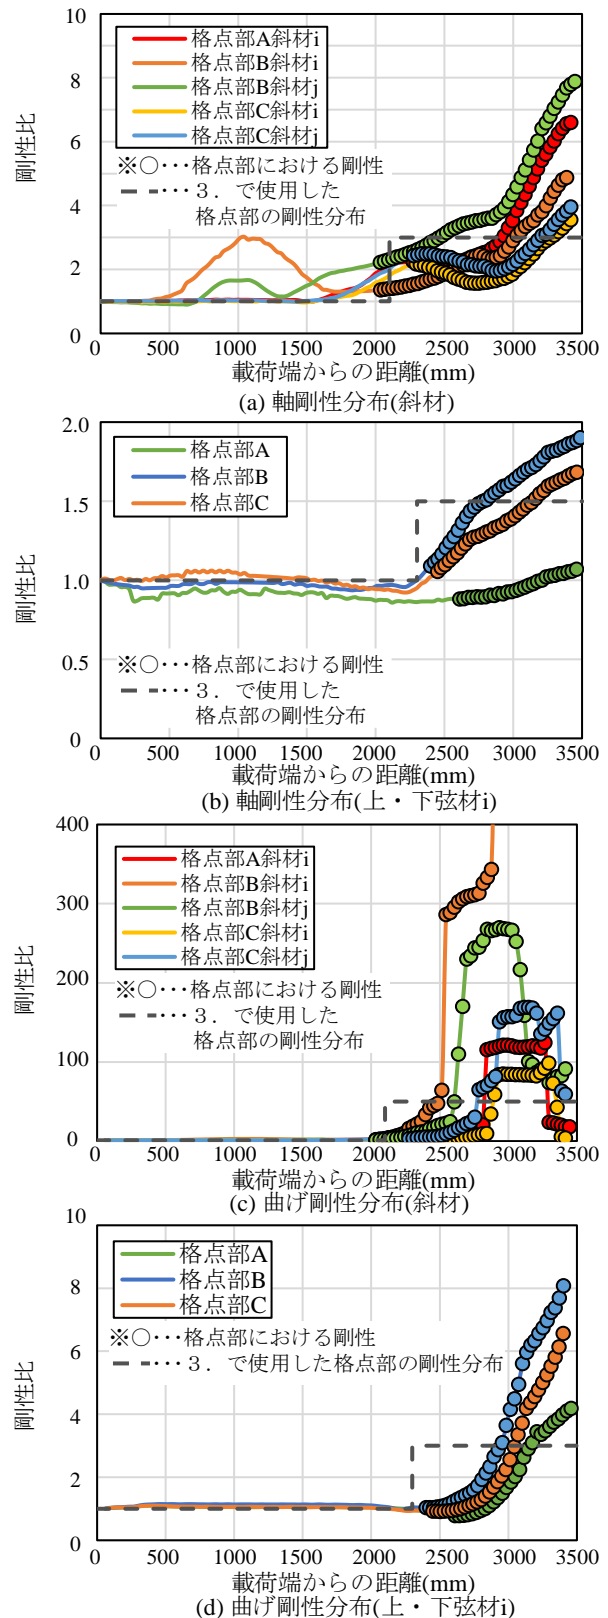 10
8
6
4
2
0
剛性比
格点部A斜材i
格点部B斜材i
格点部B斜材j
格点部C斜材i
格点部C斜材j
※○･･･格点部における剛性
･･･３．で使用した
格点部の剛性分布
0 500 1000 1500 2000 2500 3000 3500
載荷端からの距離(mm)
(a) 軸剛性分布(斜材)
2.0
1.5
1.0
0.5
0
剛性比
格点部A
格点部B
格点部C
※○･･･格点部における剛性
･･･３．で使用した
格点部の剛性分布
0 500 1000 1500 2000 2500 3000 3500
載荷端からの距離(mm)
(b) 軸剛性分布(上・下弦材i)
400
300
200
100
0
剛性比
格点部A斜材i
格点部B斜材i
格点部B斜材j
格点部C斜材i
格点部C斜材j
※○･･･格点部における剛性
･･･３．で使用した
格点部の剛性分布
0 500 1000 1500 2000 2500 3000 3500
載荷端からの距離(mm)
(c) 曲げ剛性分布(斜材)
10
8
6
4
2
0
剛性比
格点部A
格点部B
格点部C
※○･･･格点部における剛性
･･･３．で使用した格点部の剛性分布
0 500 1000 1500 2000 2500 3000 3500
載荷端からの距離(mm)
(d) 曲げ剛性分布(上・下弦材i)